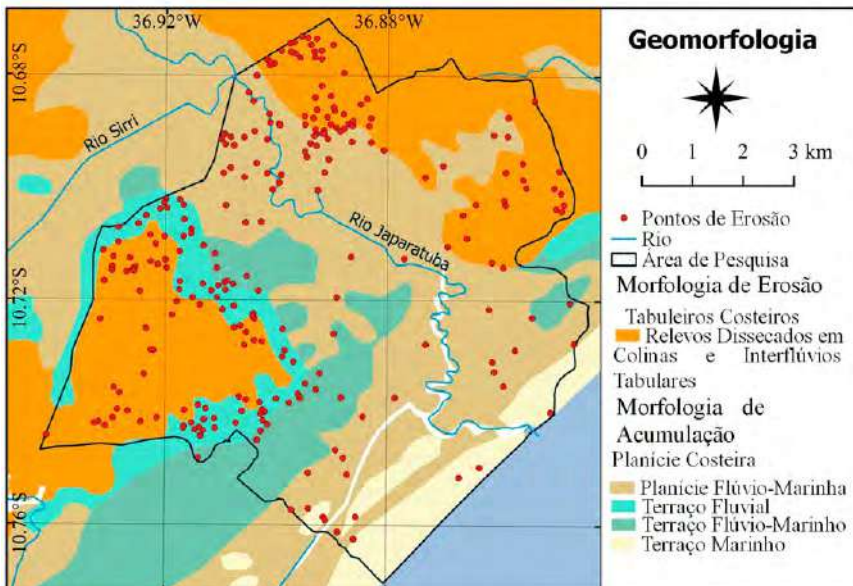 36.92°W
36.88°W
10.68°S
10.72°S
10.76°S
Rio Sirri
Rio Japaratuba
Geomorfologia
0 1 2 3 km
Pontos de Erosão
Rio
Área de Pesquisa
Morfologia de Erosão
Tabuleiros Costeiros
Relevos Dissecados em
Colinas e Interflúvios
Tabulares
Morfologia de
Acumulação
Planície Costeira
Planície Flúvio-Marinha
Terraço Fluvial
Terraço Flúvio-Marinho
Terraço Marinho